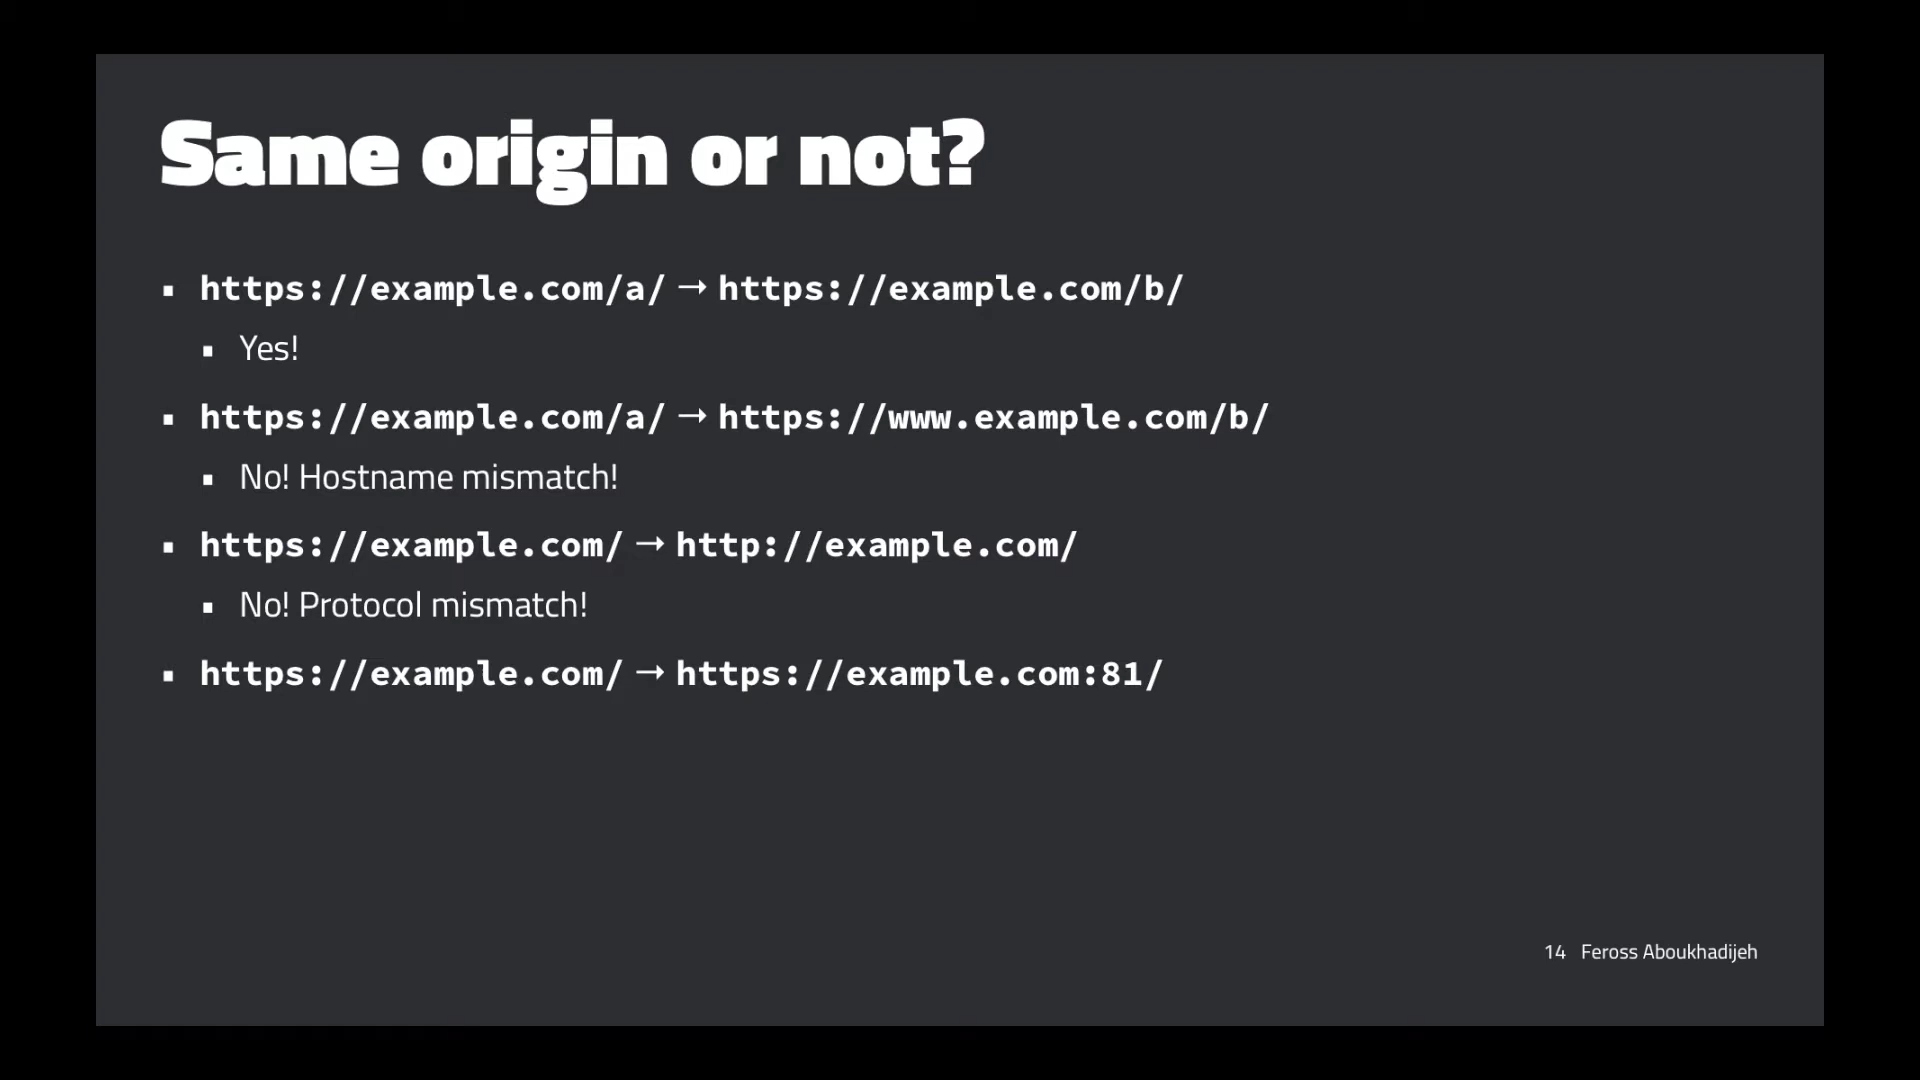 Same origin or not?
▪ https://example.com/a/ → https://example.com/b/
▪ Yes!
▪ https://example.com/a/ → https://www.example.com/b/
▪ No! Hostname mismatch!
▪ https://example.com/ → http://example.com/
▪ No! Protocol mismatch!
▪ https://example.com/ → https://example.com:81/
14 Feross Aboukhadijeh